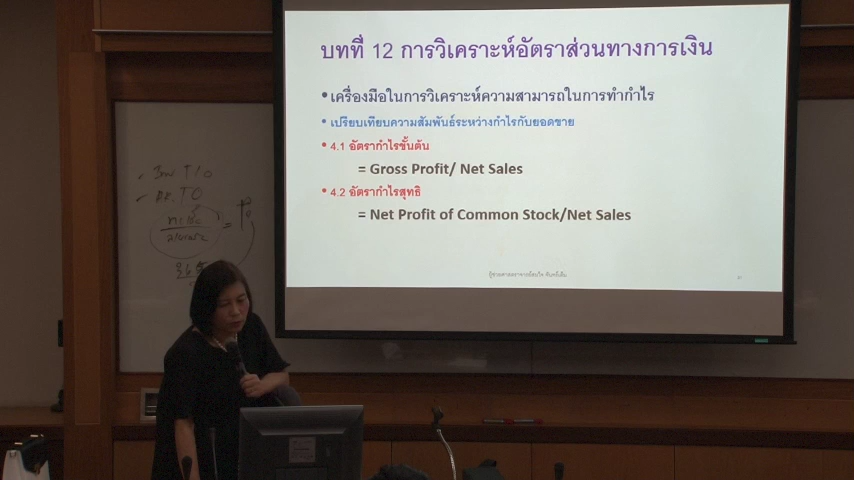 บทที่ 12 การวิเคราะห์อัตราส่วนทางการเงิน
•เครื่องมือในการวิเคราะห์ความสามารถในการทำกำไร
• เปรียบเทียบความสัมพันธ์ระหว่างกำไรกับยอดขาย
• 4.1 อัตรากำไรขั้นต้น
= Gross Profit/ Net Sales
• 4.2 อัตรากำไรสุทธิ
= Net Profit of Common Stock/Net Sales